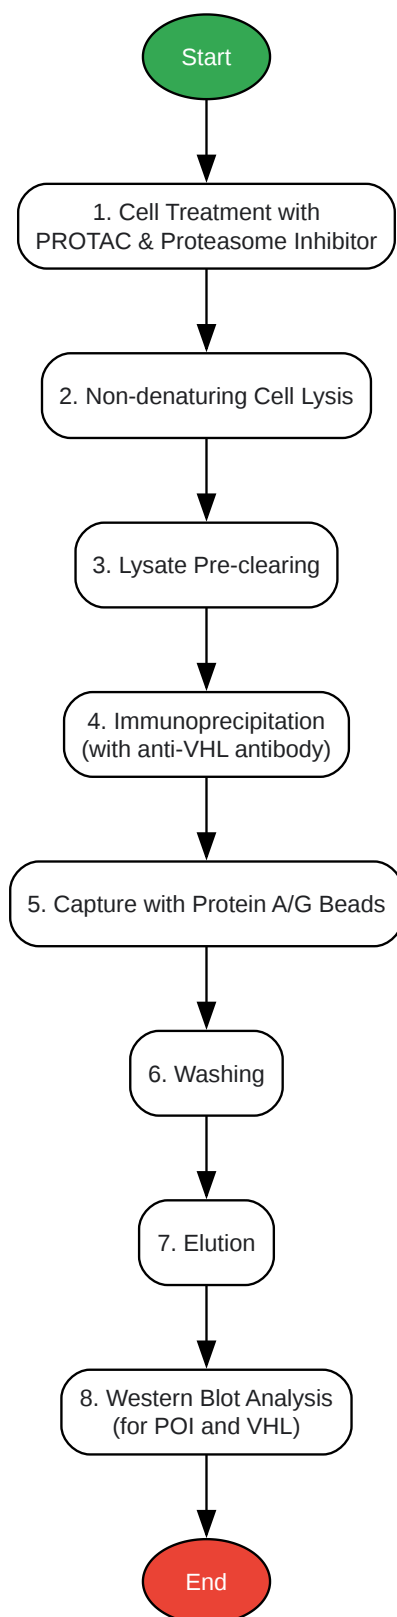 Start
1. Cell Treatment with
PROTAC & Proteasome Inhibitor
2. Non-denaturing Cell Lysis
3. Lysate Pre-clearing
4. Immunoprecipitation
(with anti-VHL antibody)
5. Capture with Protein A/G Beads
6. Washing
7. Elution
8. Western Blot Analysis
(for POI and VHL)
End